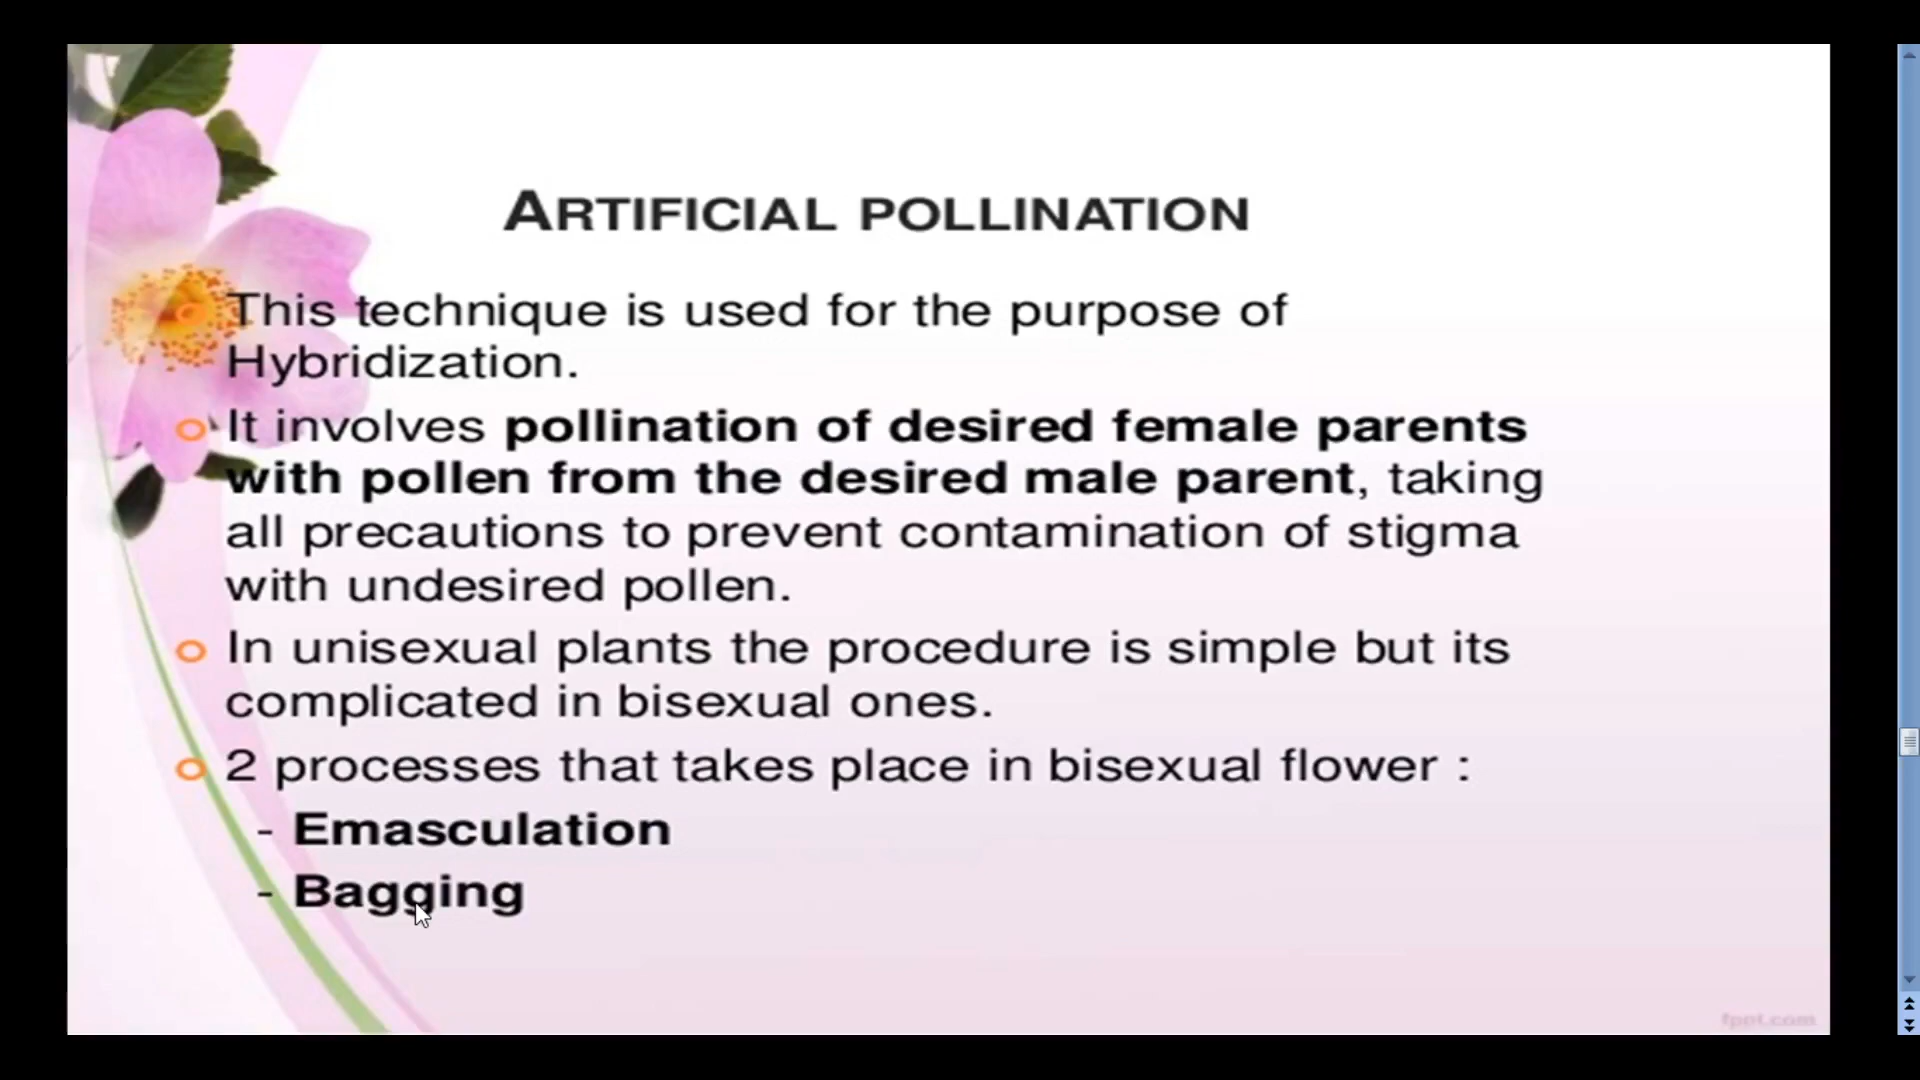 ARTIFICIAL POLLINATION
This technique is used for the purpose of
Hybridization.
It involves pollination of desired female parents
with pollen from the desired male parent, taking
all precautions to prevent contamination of stigma
with undesired pollen.
In unisexual plants the procedure is simple but its
complicated in bisexual ones.
2 processes that takes place in bisexual flower :
- Emasculation
- Bagging